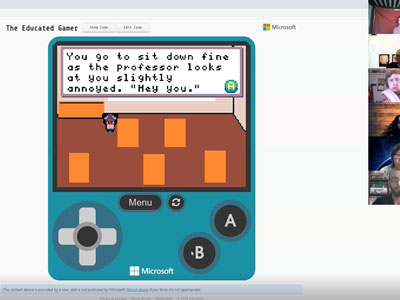 The Educated Gamer
Show Code
Edit Code
Microsoft
You go to sit down fine
as the professor looks
at you slightly
annoyed. "Hey you."
A
Menu
A
B
Microsoft
The content above is provided by a user, and is not endorsed by Microsoft. Report abuse if you think it's not appropriate.